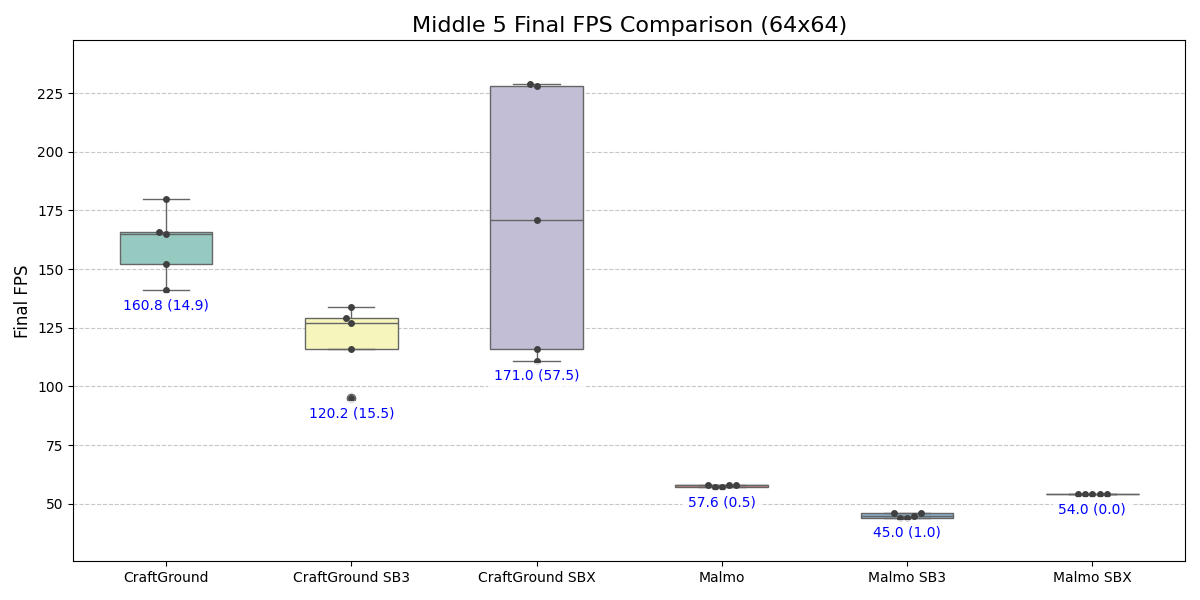 Middle 5 Final FPS Comparison (64x64)
Final FPS
225
200
175
150
125
100
75
50
160.8 (14.9)
120.2 (15.5)
171.0 (57.5)
57.6 (0.5)
45.0 (1.0)
54.0 (0.0)
CraftGround
CraftGround SB3
CraftGround SBX
Malmo
Malmo SB3
Malmo SBX